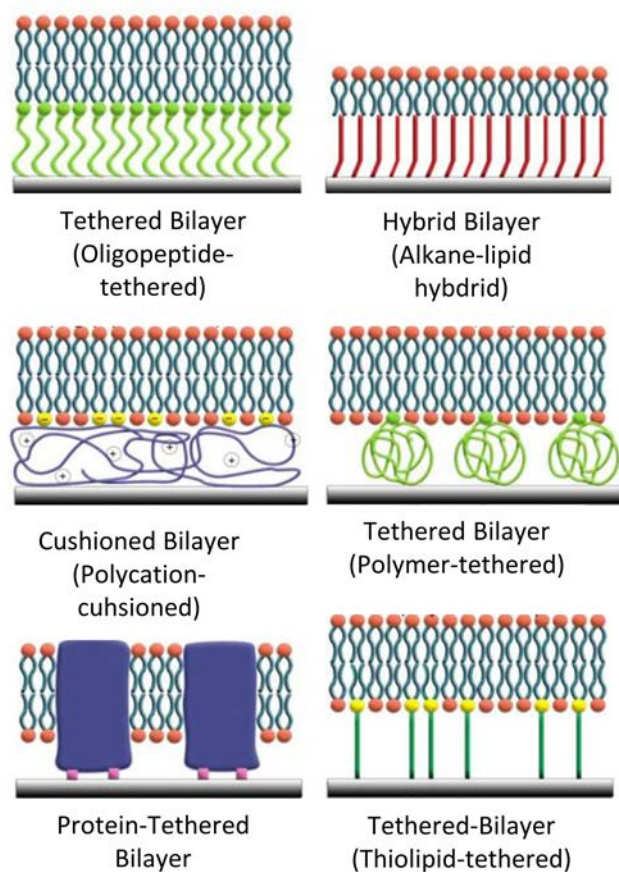 Tethered Bilayer
(Oligopeptide-
tethered)
Hybrid Bilayer
(Alkane-lipid
hybdrid)
Cushioned Bilayer
(Polycation-
cuhsioned)
Tethered Bilayer
(Polymer-tethered)
Protein-Tethered
Bilayer
Tethered-Bilayer
(Thiolipid-tethered)